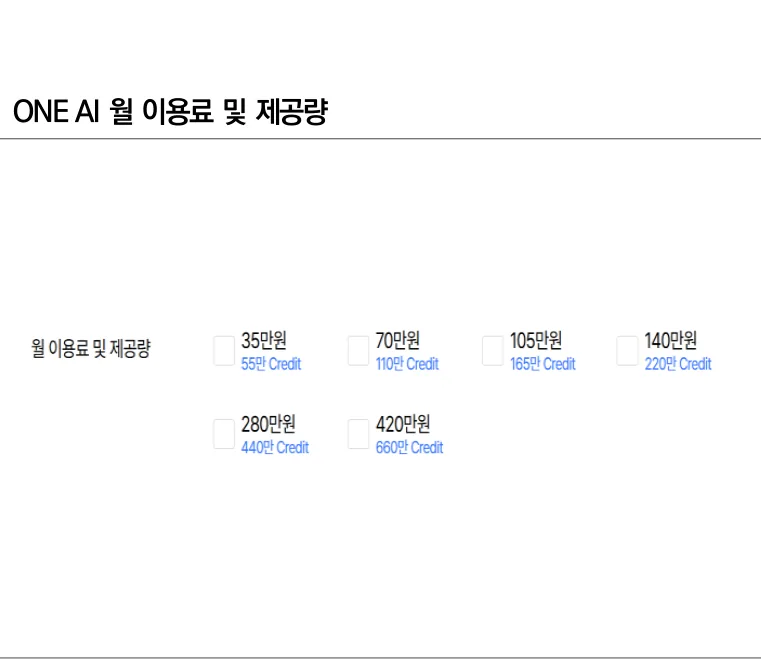 ONE AI 월 이용료 및 제공량
월 이용료 및 제공량
35만원 70만원 105만원 140만원
55만 Credit 110만 Credit 165만 Credit 220만 Credit
280만원 420만원
440만 Credit 660만 Credit